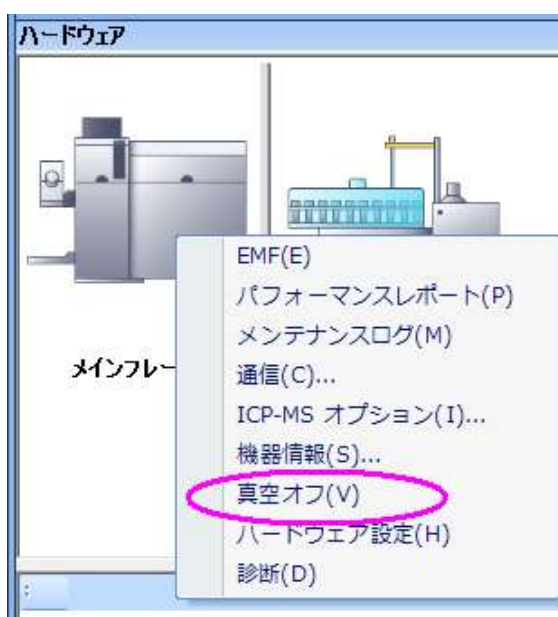 ハードウェア
EMF(E)
パフォーマンスレポート(P)
メンテナンスログ(M)
メインフレー
通信(C)...
ICP-MS オプション(I)...
機器情報(S)...
真空オフ(V)
ハードウェア設定(H)
診断(D)